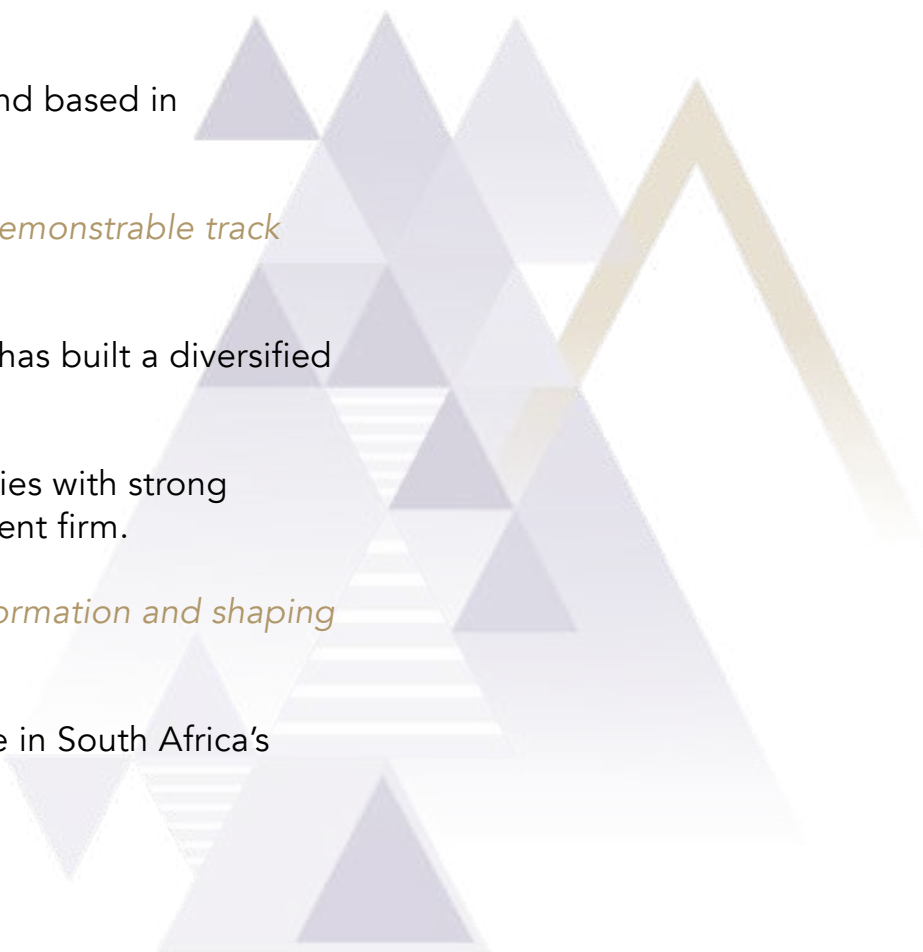 nd based in
emonstrable track
has built a diversified
ies with strong
ent firm.
ormation and shaping
e in South Africa’s